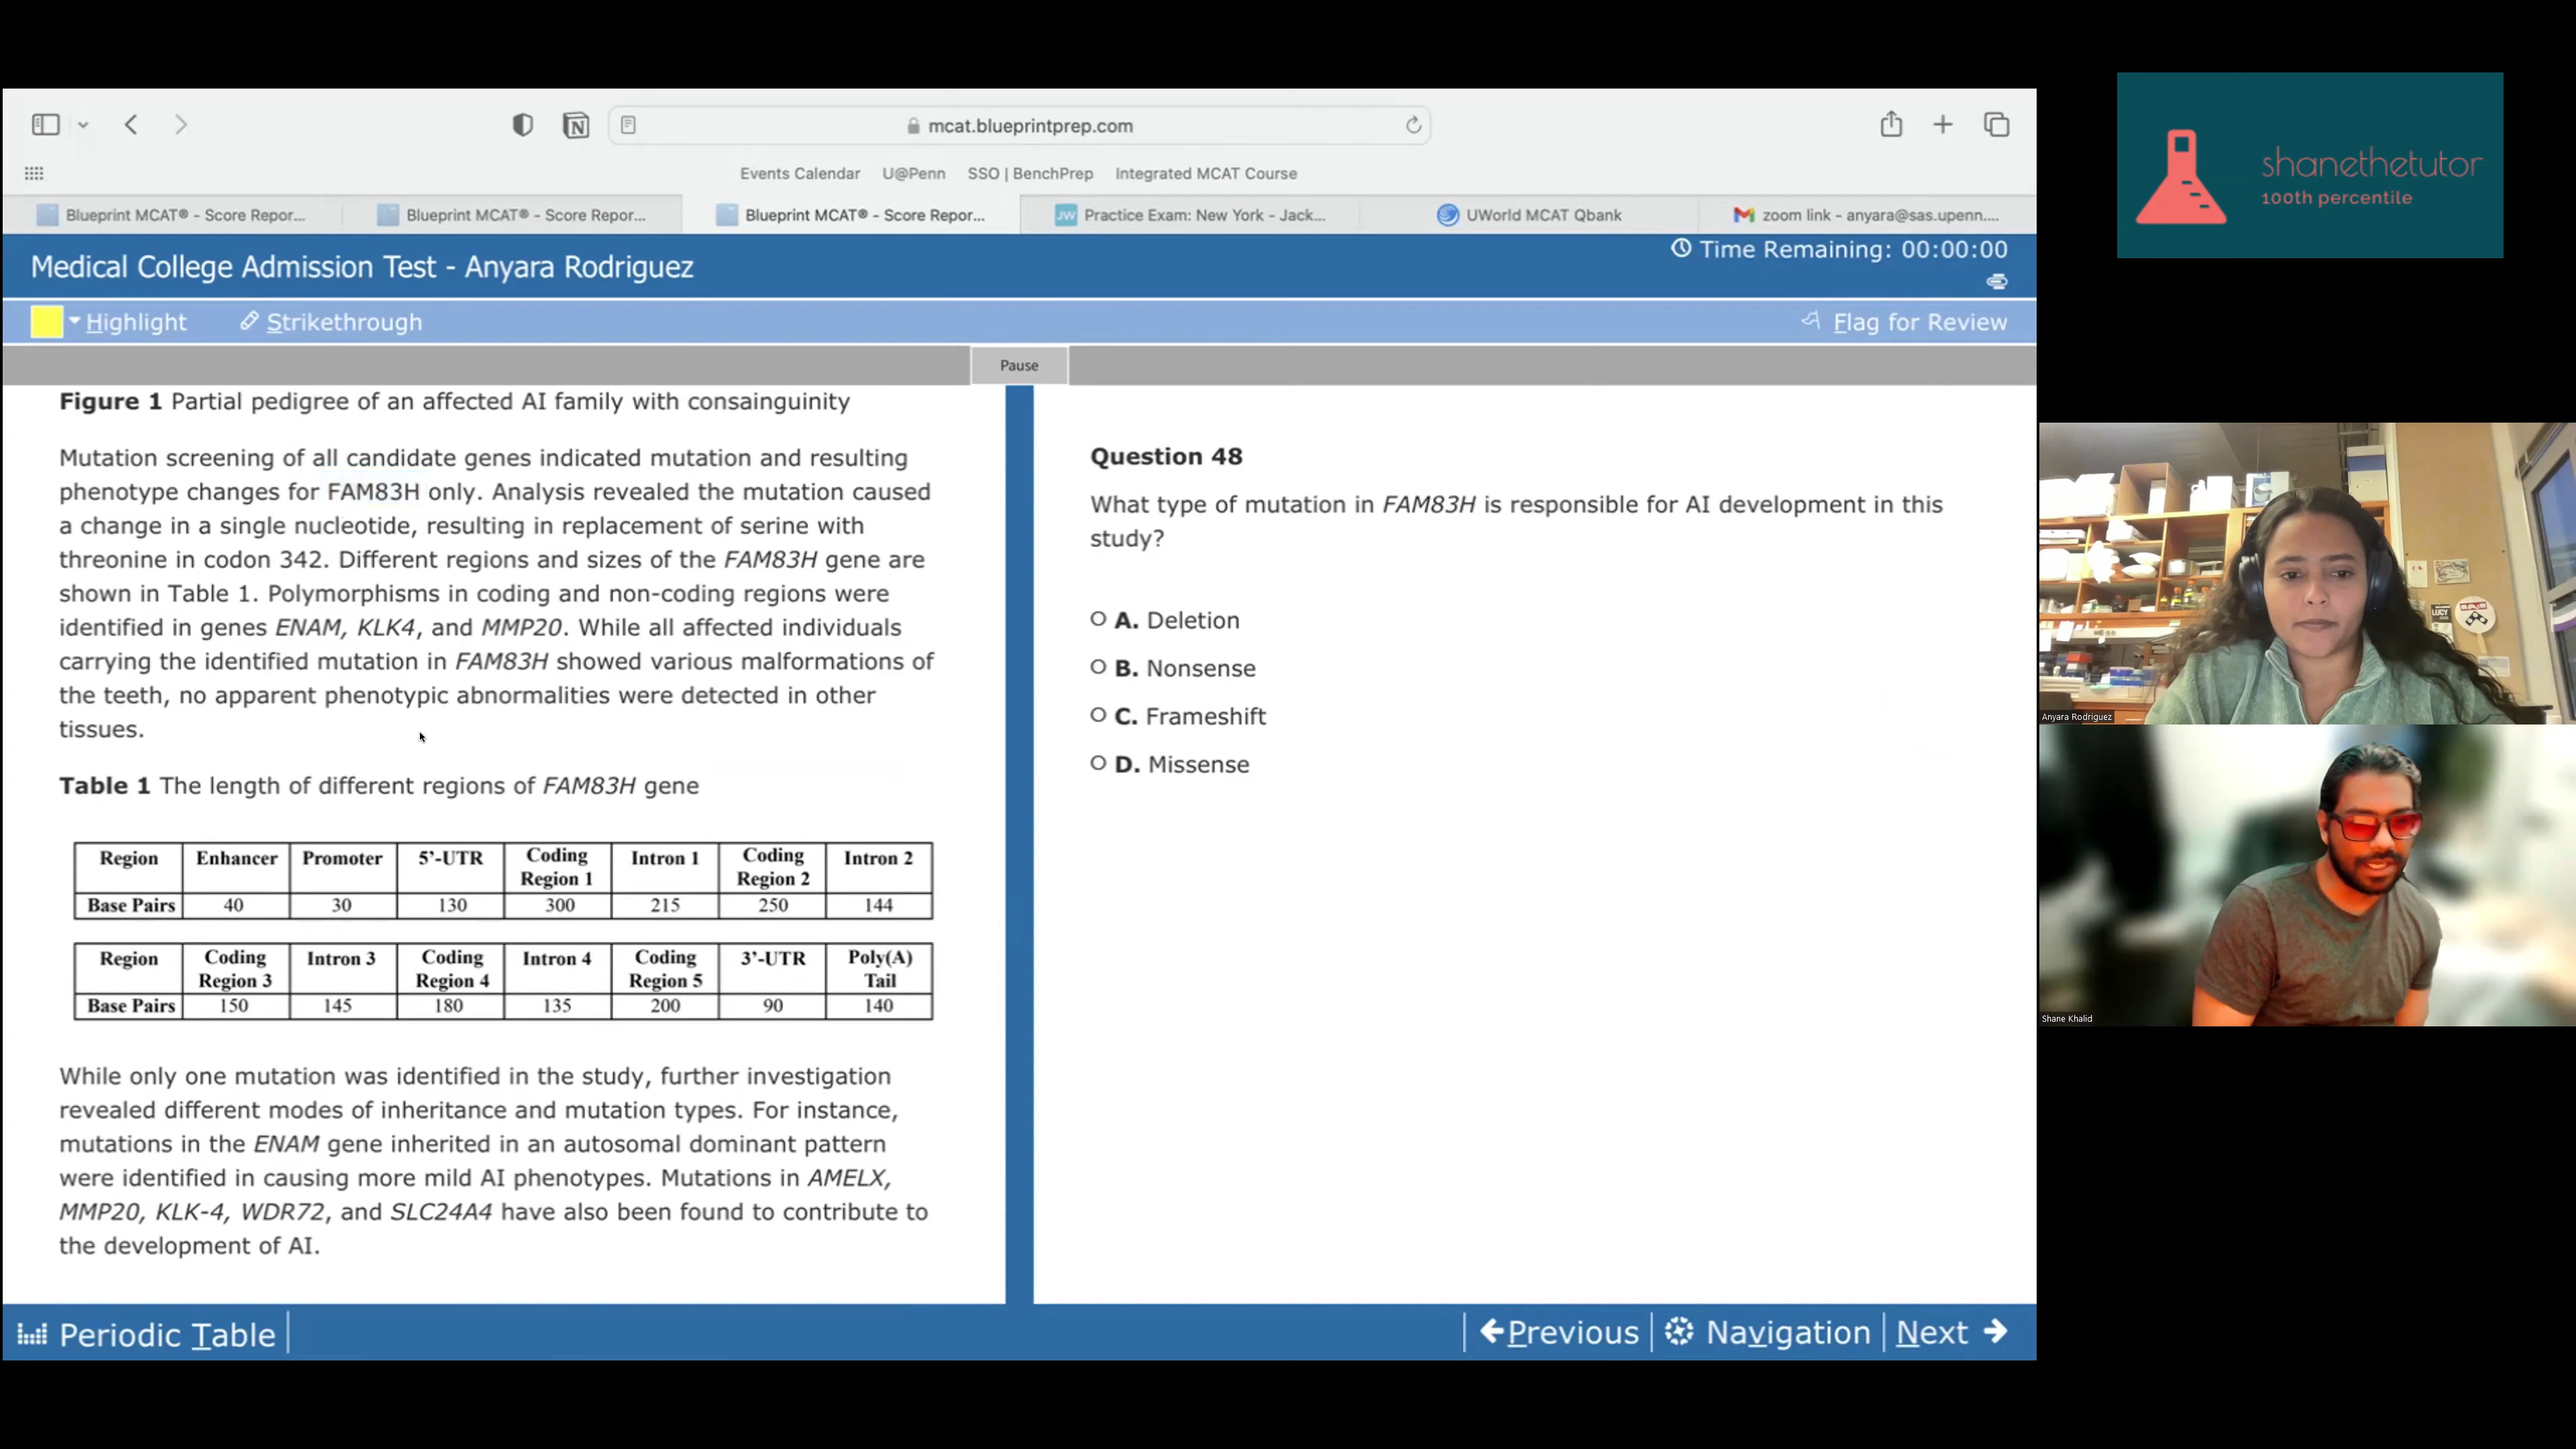 mcat.blueprintprep.com
Events Calendar U@Penn SSO | BenchPrep Integrated MCAT Course
Blueprint MCAT® - Score Repor... Blueprint MCAT® - Score Repor... Blueprint MCAT® - Score Repor... JW Practice Exam: New York - Jack... UWorld MCAT Qbank zoom link - anyara@sas.upenn....
Medical College Admission Test - Anyara Rodriguez
Time Remaining: 00:00:00
Highlight Strikethrough Flag for Review
Pause
Figure 1 Partial pedigree of an affected AI family with consainguinity
Mutation screening of all candidate genes indicated mutation and resulting
phenotype changes for FAM83H only. Analysis revealed the mutation caused
a change in a single nucleotide, resulting in replacement of serine with
threonine in codon 342. Different regions and sizes of the FAM83H gene are
shown in Table 1. Polymorphisms in coding and non-coding regions were
identified in genes ENAM, KLK4, and MMP20. While all affected individuals
carrying the identified mutation in FAM83H showed various malformations of
the teeth, no apparent phenotypic abnormalities were detected in other
tissues.
Table 1 The length of different regions of FAM83H gene
Region Enhancer Promoter 5'-UTR Coding Region 1 Intron 1 Coding Region 2 Intron 2
Base Pairs 40 30 130 300 215 250 144
Region Coding Region 3 Intron 3 Coding Region 4 Intron 4 Coding Region 5 3'-UTR Poly(A) Tail
Base Pairs 150 145 180 135 200 90 140
While only one mutation was identified in the study, further investigation
revealed different modes of inheritance and mutation types. For instance,
mutations in the ENAM gene inherited in an autosomal dominant pattern
were identified in causing more mild AI phenotypes. Mutations in AMELX,
MMP20, KLK-4, WDR72, and SLC24A4 have also been found to contribute to
the development of AI.
Question 48
What type of mutation in FAM83H is responsible for AI development in this
study?
A. Deletion
B. Nonsense
C. Frameshift
D. Missense
Periodic Table
Previous Navigation Next
shanethetutor
100th percentile
LUCY
Anyara Rodriguez
Shane Khalid